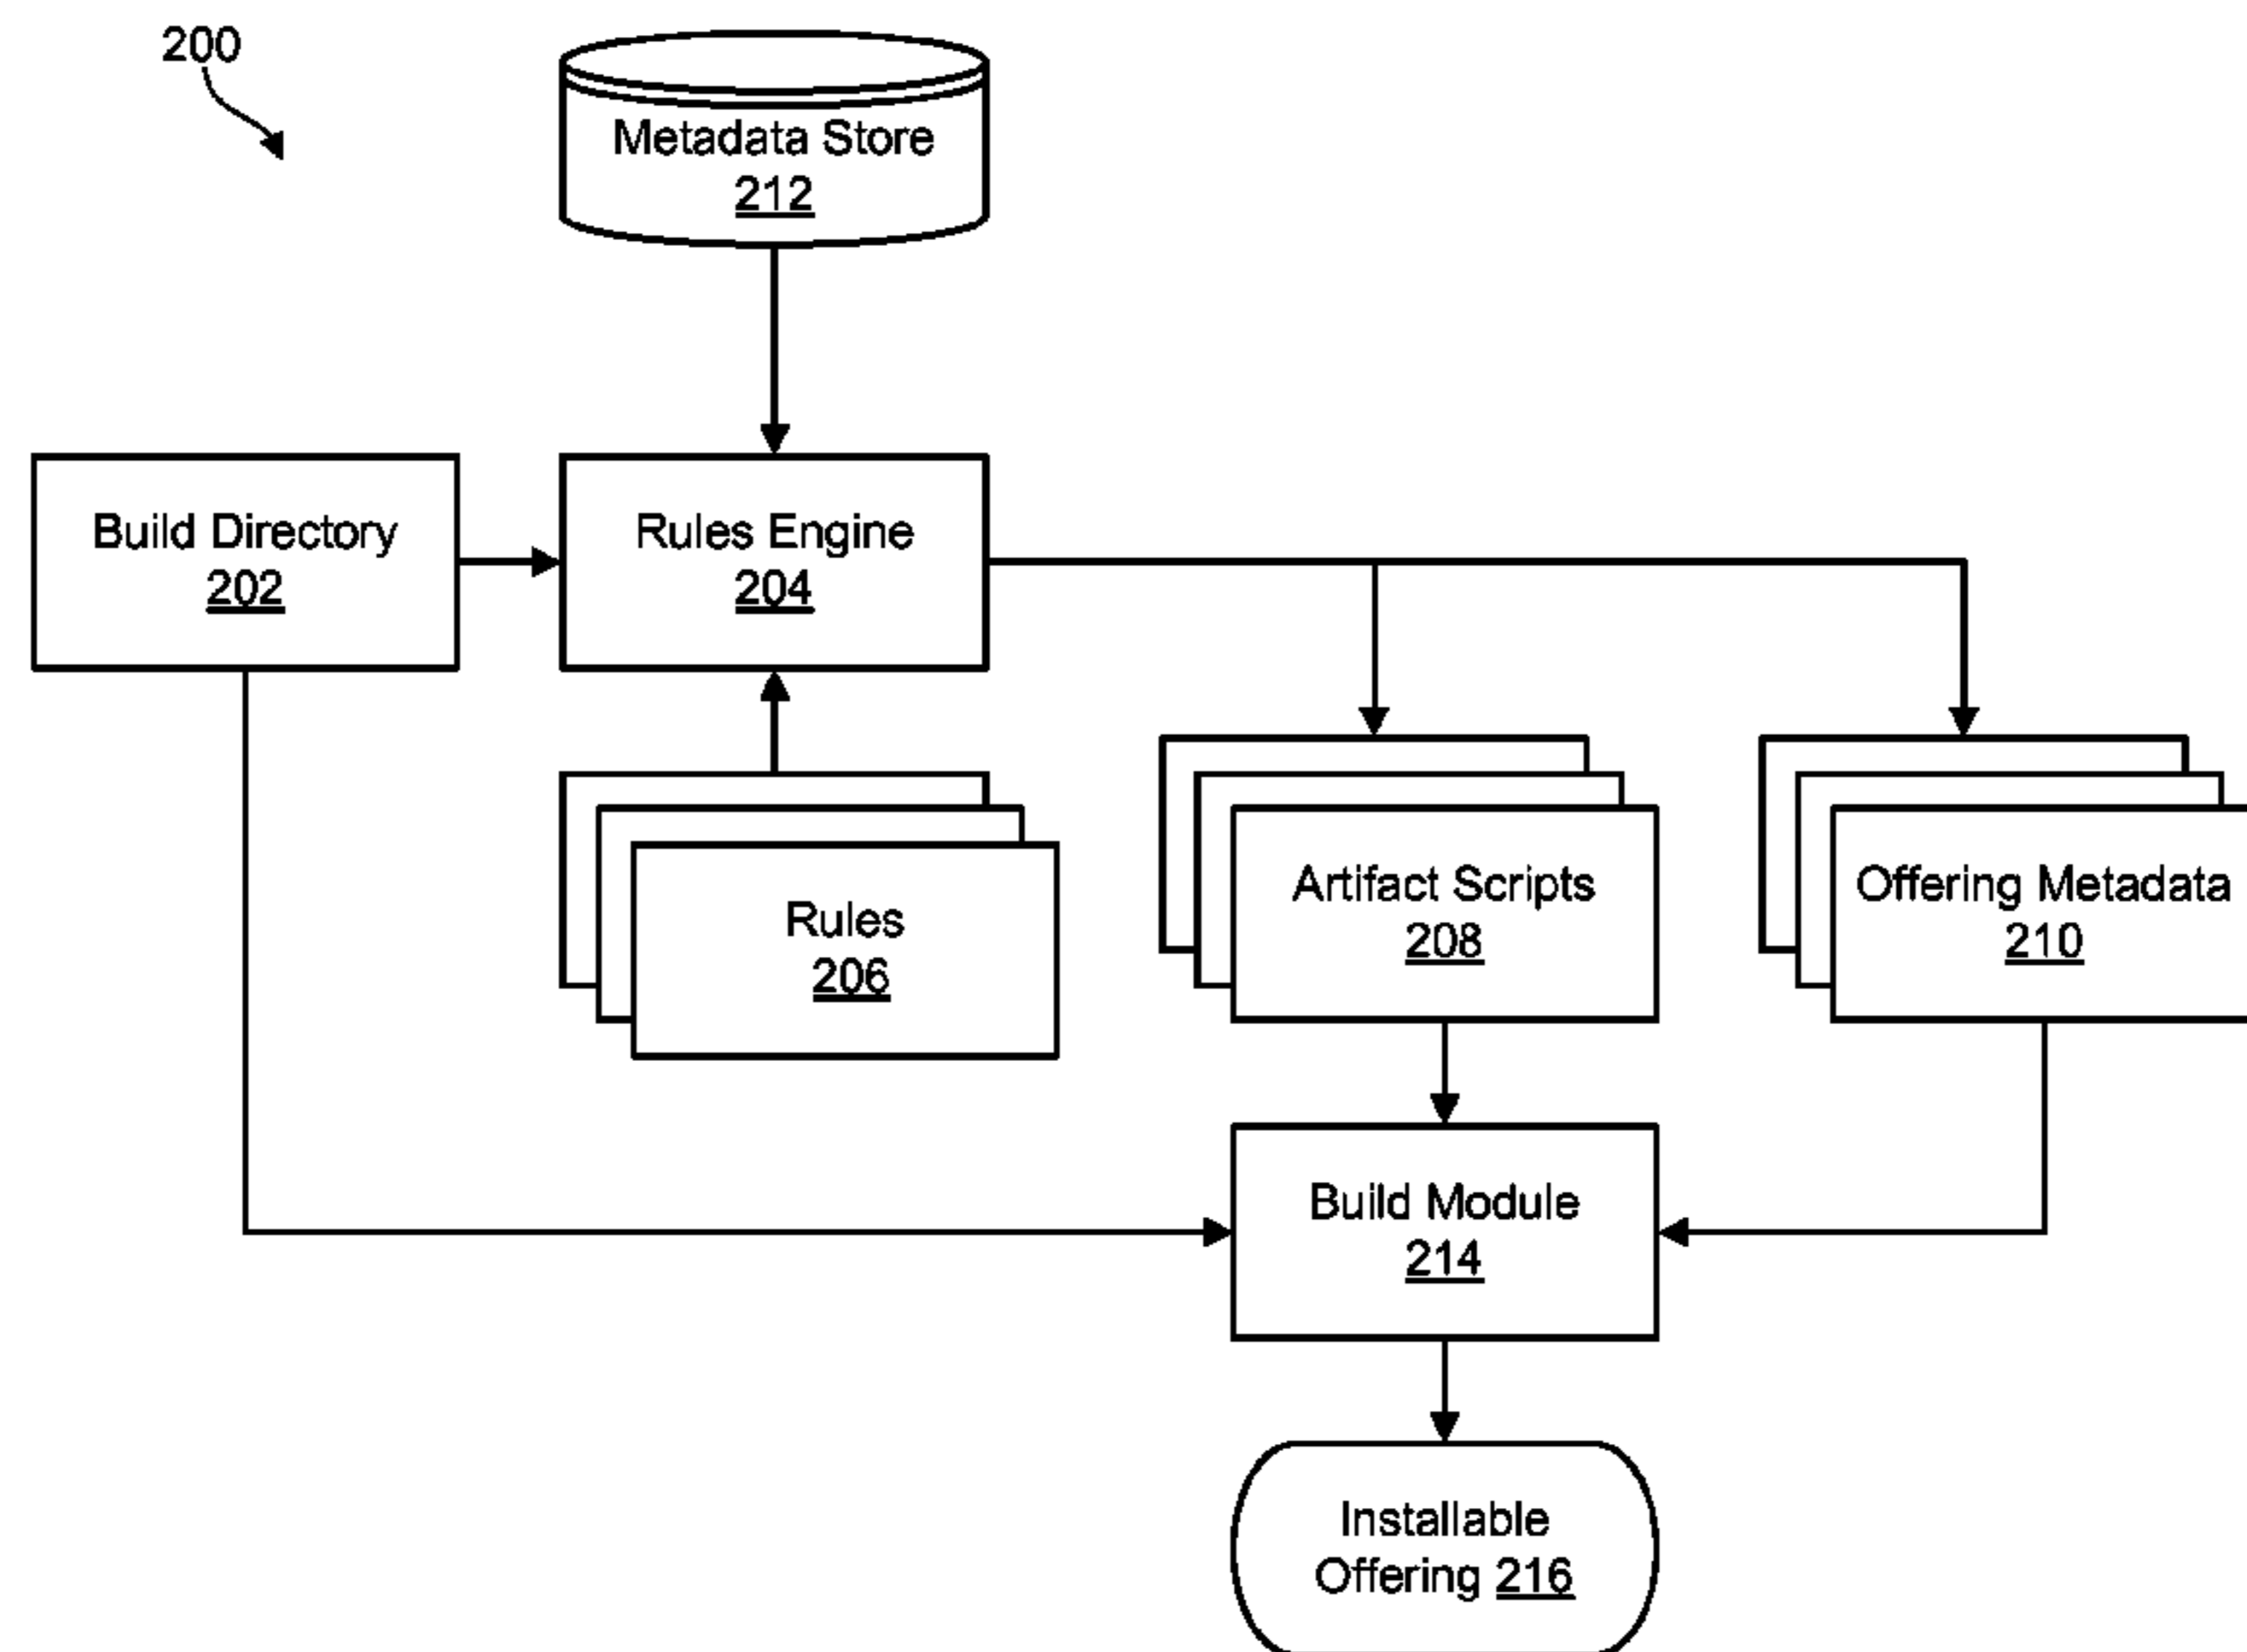 200
Metadata Store
212
Build Directory
202
Rules Engine
204
Rules
206
Artifact Scripts
208
Offering Metadata
210
Build Module
214
Installable
Offering 216